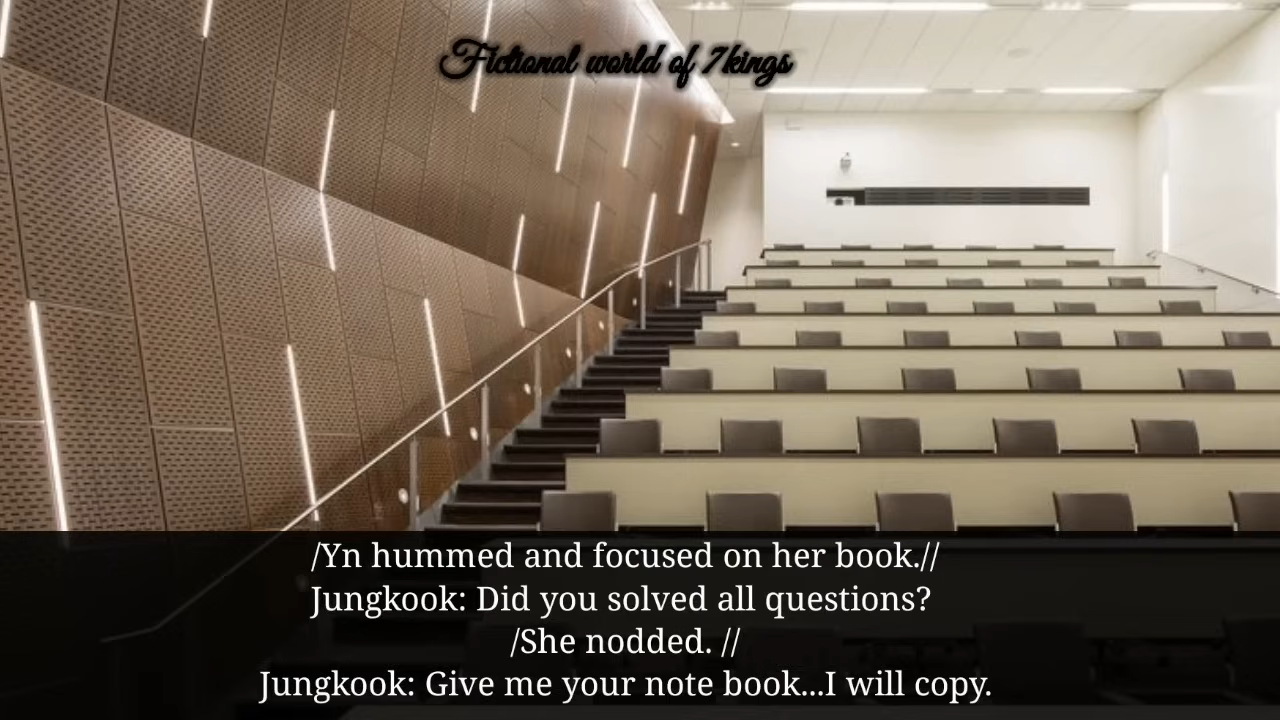 Fictional world of 7kings
/Yn hummed and focused on her book.//
Jungkook: Did you solved all questions?
/She nodded. //
Jungkook: Give me your note book...I will copy.